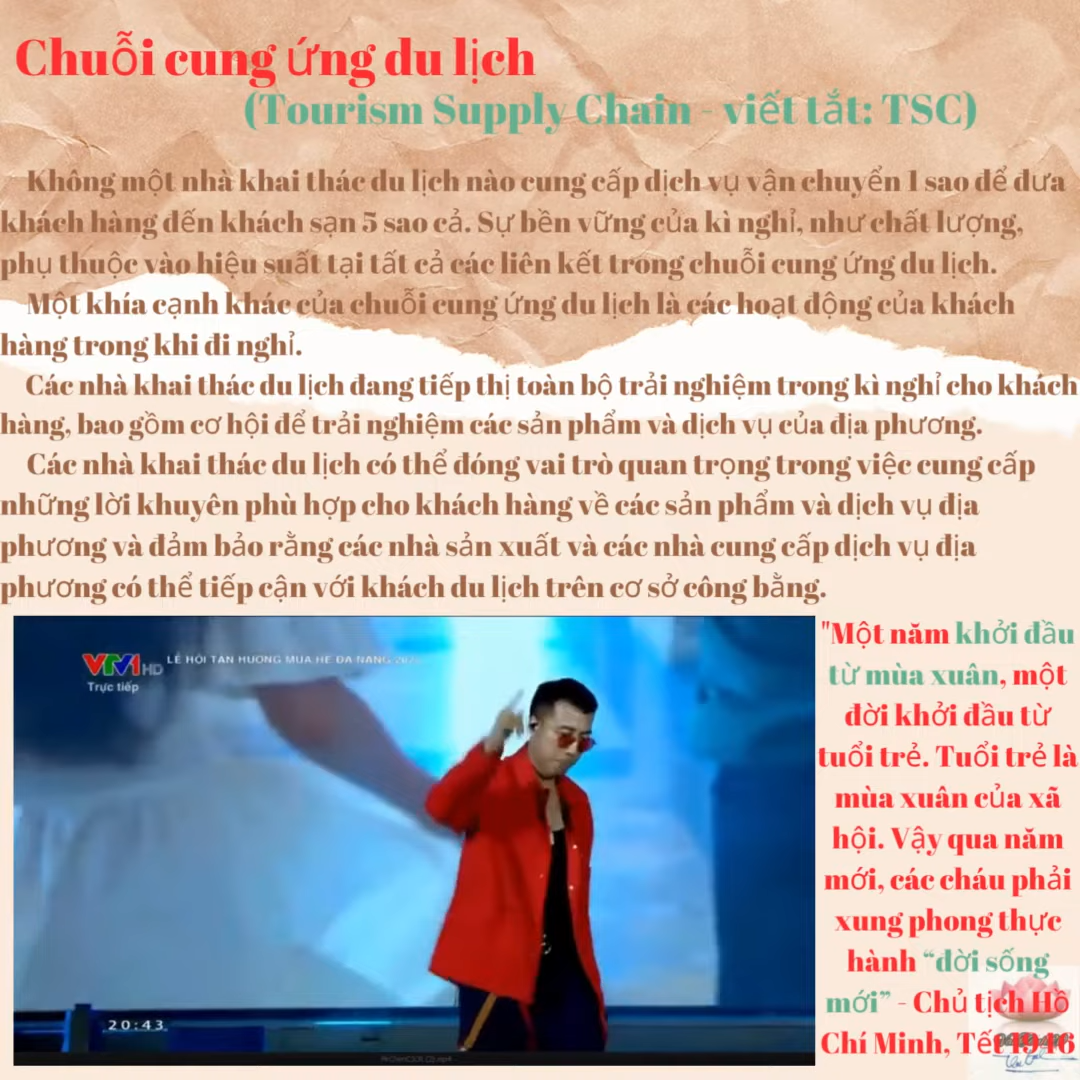 Chuỗi cung ứng du lịch
(Tourism Supply Chain - viết tắt: TSC)
Không một nhà khai thác du lịch nào cung cấp dịch vụ vận chuyển 1 sao để đưa
khách hàng đến khách sạn 5 sao cả. Sự bền vững của kì nghỉ, như chất lượng,
phụ thuộc vào hiệu suất tại tất cả các liên kết trong chuỗi cung ứng du lịch.
Một khía cạnh khác của chuỗi cung ứng du lịch là các hoạt động của khách
hàng trong khi đi nghỉ.
Các nhà khai thác du lịch đang tiếp thị toàn bộ trải nghiệm trong kì nghỉ cho khách
hàng, bao gồm cơ hội để trải nghiệm các sản phẩm và dịch vụ của địa phương.
Các nhà khai thác du lịch có thể đóng vai trò quan trọng trong việc cung cấp
những lời khuyên phù hợp cho khách hàng về các sản phẩm và dịch vụ địa
phương và đảm bảo rằng các nhà sản xuất và các nhà cung cấp dịch vụ địa
phương có thể tiếp cận với khách du lịch trên cơ sở công bằng.
VTV1 HD
LỄ HỘI TẬN HƯỞNG MÙA HÈ ĐÀ NẴNG
Trực tiếp
20:43
"Một năm khởi đầu
từ mùa xuân, một
đời khởi đầu từ
tuổi trẻ. Tuổi trẻ là
mùa xuân của xã
hội. Vậy qua năm
mới, các cháu phải
xung phong thực
hành “đời sống
mới” - Chủ tịch Hồ
Chí Minh, Tết 1946